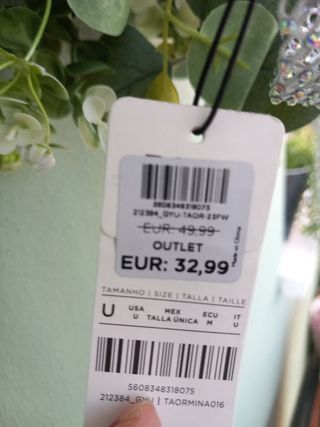 5608348318075
212384_GYU-TAOR-23FW
EUR: 49,99
OUTLET
EUR: 32,99
Made in China
TAMANHO | SIZE | TALLA | TAILLE
U USA MEX ECU IT
U TALLA ÚNICA M U
5608348318075
212384_GYU | TAORMINA016